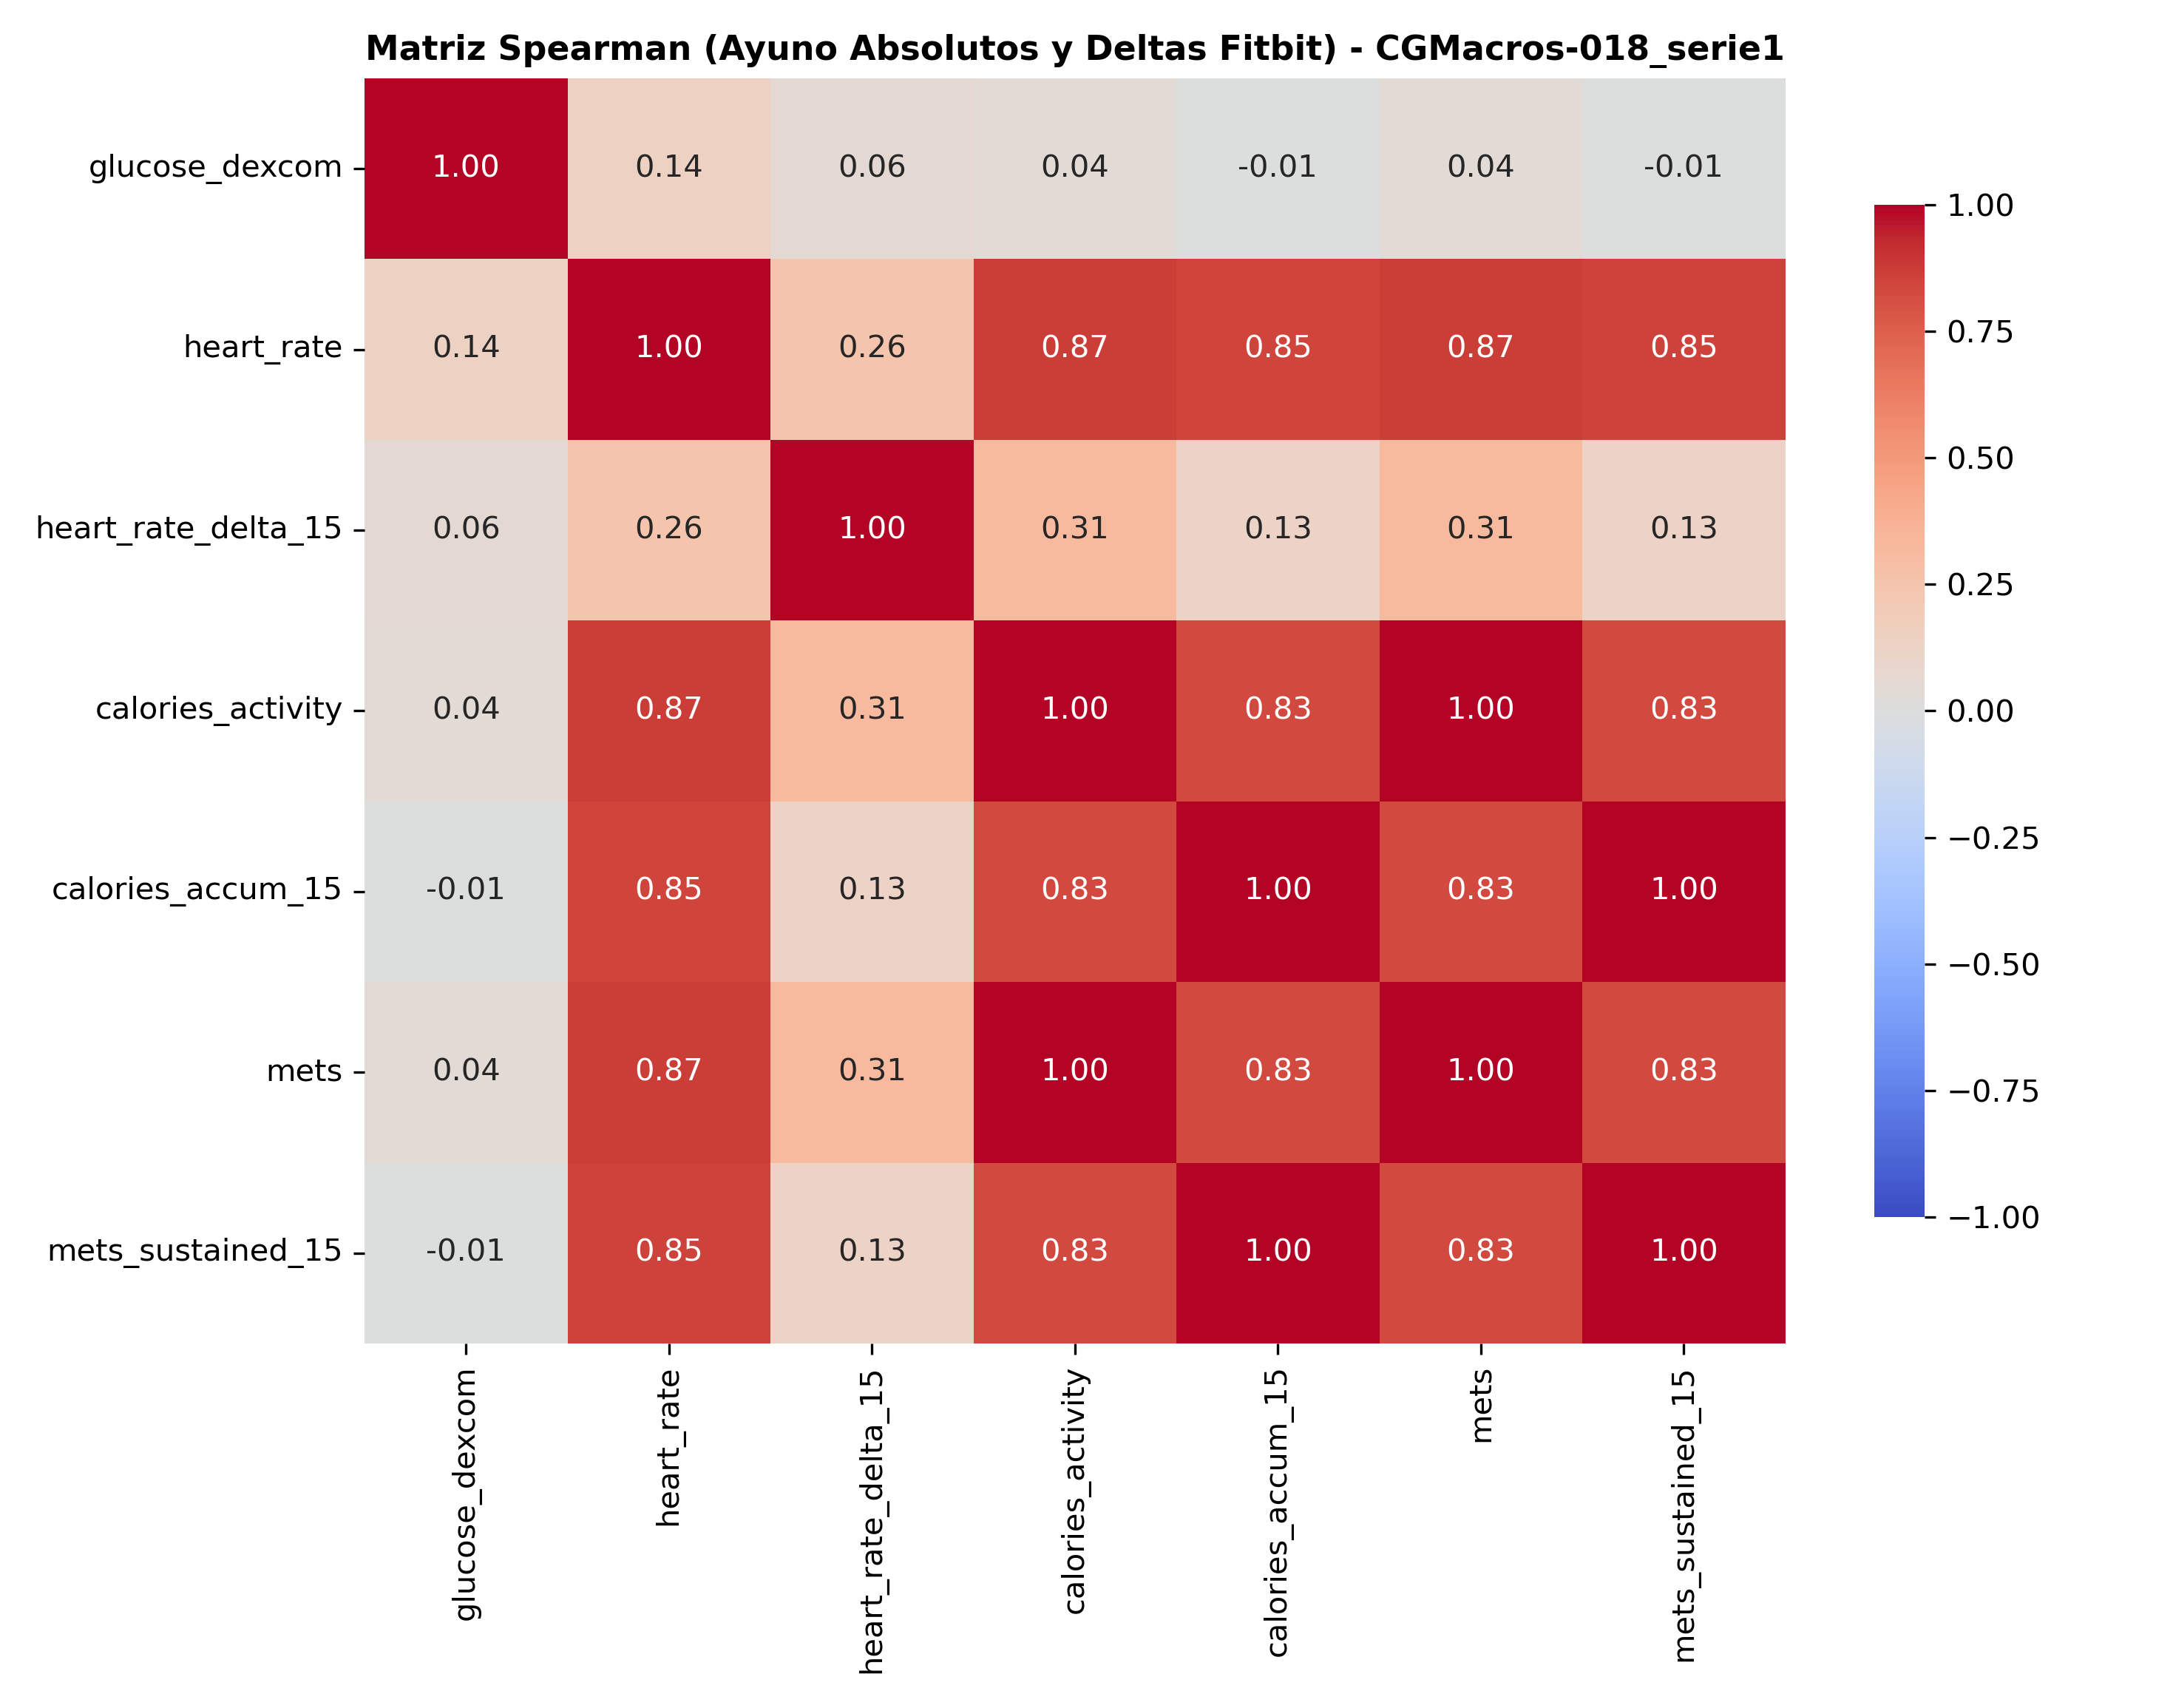 Matriz Spearman (Ayuno Absolutos y Deltas Fitbit) - CGMacros-018_serie1
glucose_dexcom 1.00 0.14 0.06 0.04 -0.01 0.04 -0.01
heart_rate 0.14 1.00 0.26 0.87 0.85 0.87 0.85
heart_rate_delta_15 0.06 0.26 1.00 0.31 0.13 0.31 0.13
calories_activity 0.04 0.87 0.31 1.00 0.83 1.00 0.83
calories_accum_15 -0.01 0.85 0.13 0.83 1.00 0.83 1.00
mets 0.04 0.87 0.31 1.00 0.83 1.00 0.83
mets_sustained_15 -0.01 0.85 0.13 0.83 1.00 0.83 1.00
glucose_dexcom
heart_rate
heart_rate_delta_15
calories_activity
calories_accum_15
mets
mets_sustained_15
1.00
0.75
0.50
0.25
0.00
−0.25
−0.50
−0.75
−1.00